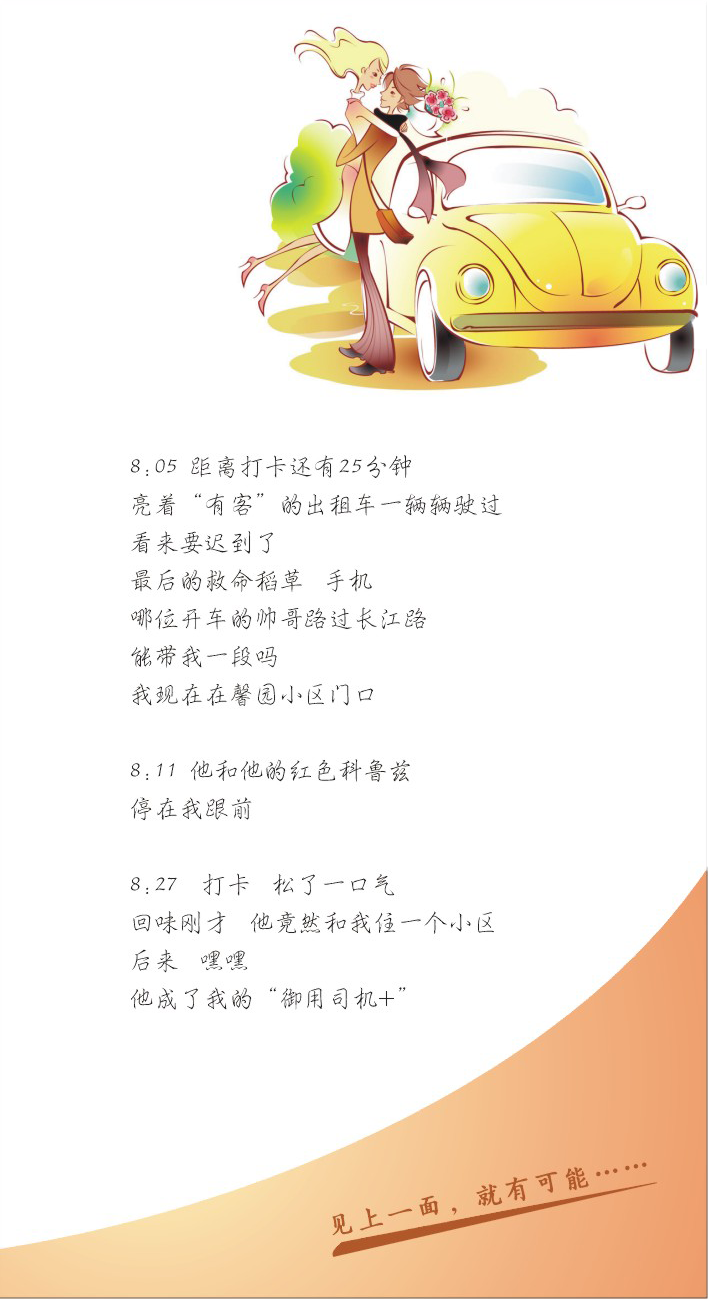 8:05 距离打卡还有25分钟
亮着“有客”的出租车一辆辆驶过
看来要迟到了
最后的救命稻草 手机
哪位开车的帅哥路过长江路
能带我一段吗
我现在在馨园小区门口
8:11 他和他的红色科鲁兹
停在我跟前
8:27 打卡 松了一口气
回味刚才 他竟然和我住一个小区
后来 嘿嘿
他成了我的“御用司机+”
见上一面，就有可能……